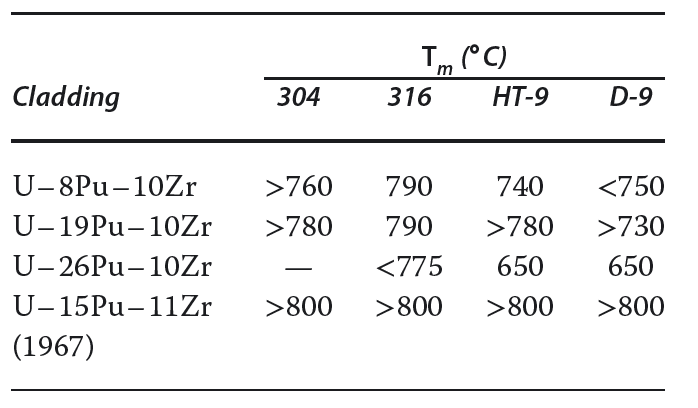 T_m (°C)
Cladding 304 316 HT-9 D-9
U–8Pu–10Zr >760 790 740 <750
U–19Pu–10Zr >780 790 >780 >730
U–26Pu–10Zr — <775 650 650
U–15Pu–11Zr >800 >800 >800 >800
(1967)